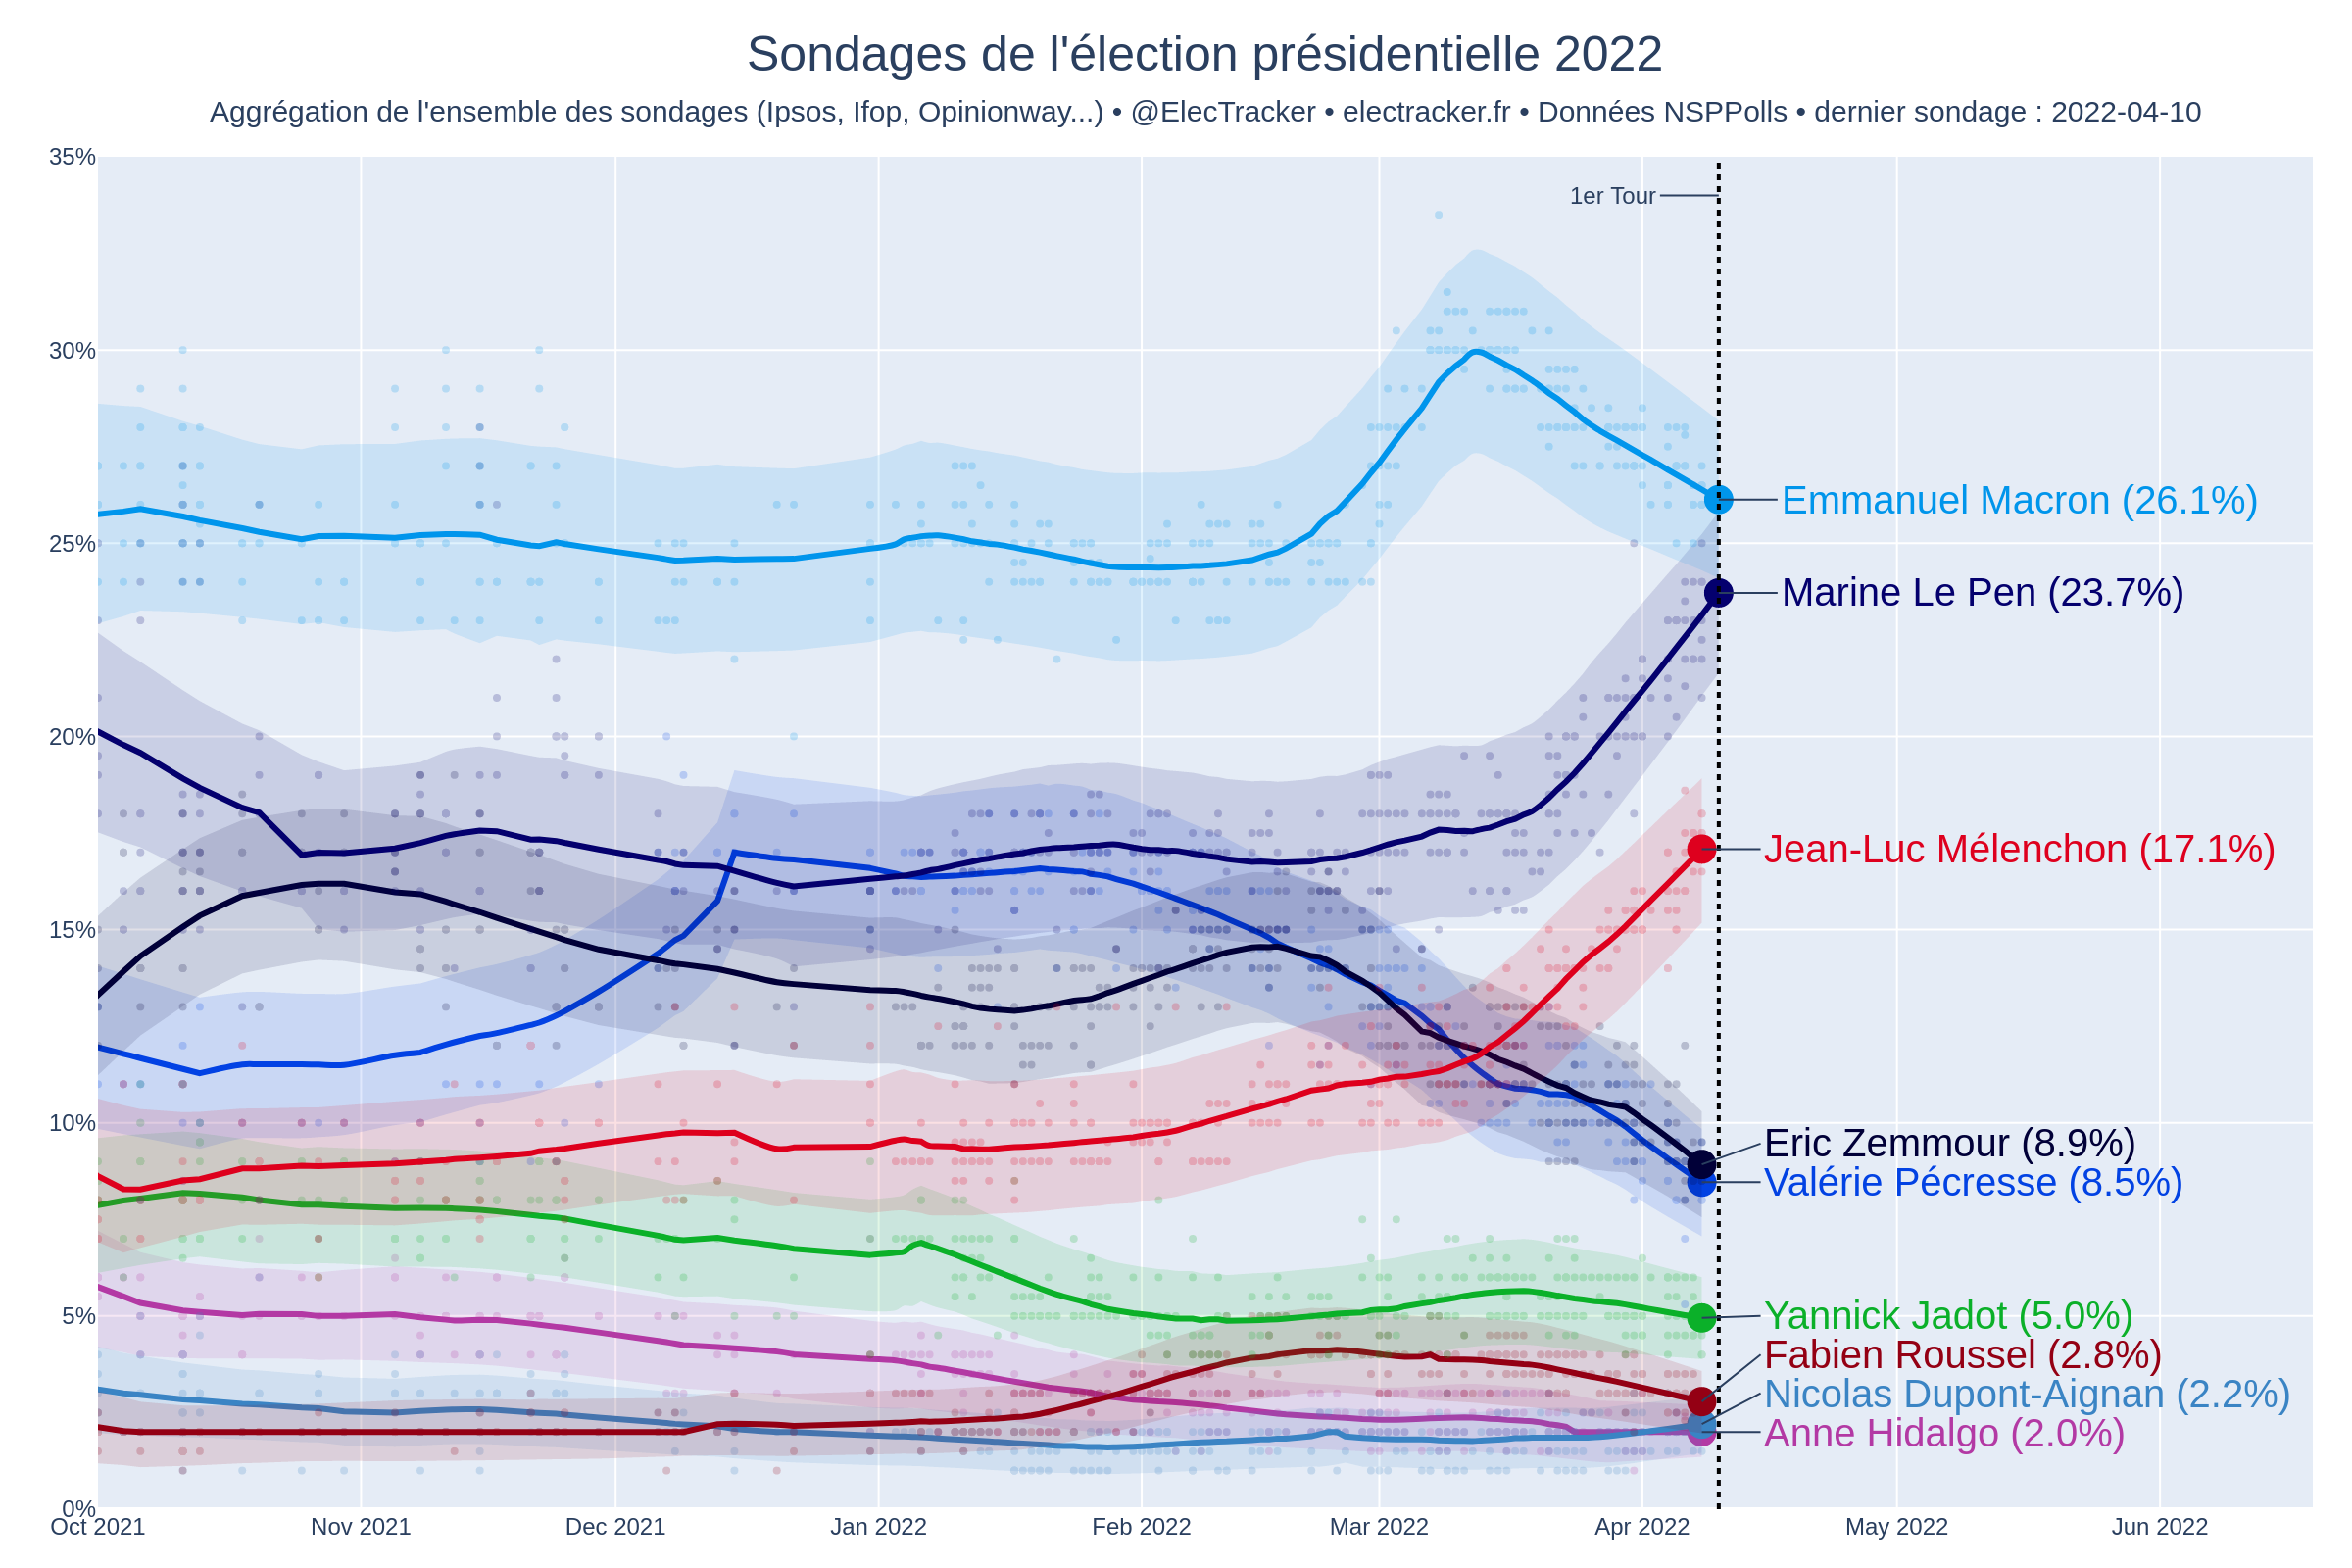 Sondages de l'élection présidentielle 2022
Aggrégation de l'ensemble des sondages (Ipsos, Ifop, Opinionway...) • @ElecTracker • electracker.fr • Données NSPPolls • dernier sondage : 2022-04-10
35%
1er Tour
30%
Emmanuel Macron (26.1%)
25%
Marine Le Pen (23.7%)
20%
Jean-Luc Mélenchon (17.1%)
15%
10%
Eric Zemmour (8.9%)
Valérie Pécresse (8.5%)
5%
Yannick Jadot (5.0%)
Fabien Roussel (2.8%)
Nicolas Dupont-Aignan (2.2%)
Anne Hidalgo (2.0%)
0%
Oct 2021 Nov 2021 Dec 2021 Jan 2022 Feb 2022 Mar 2022 Apr 2022 May 2022 Jun 2022